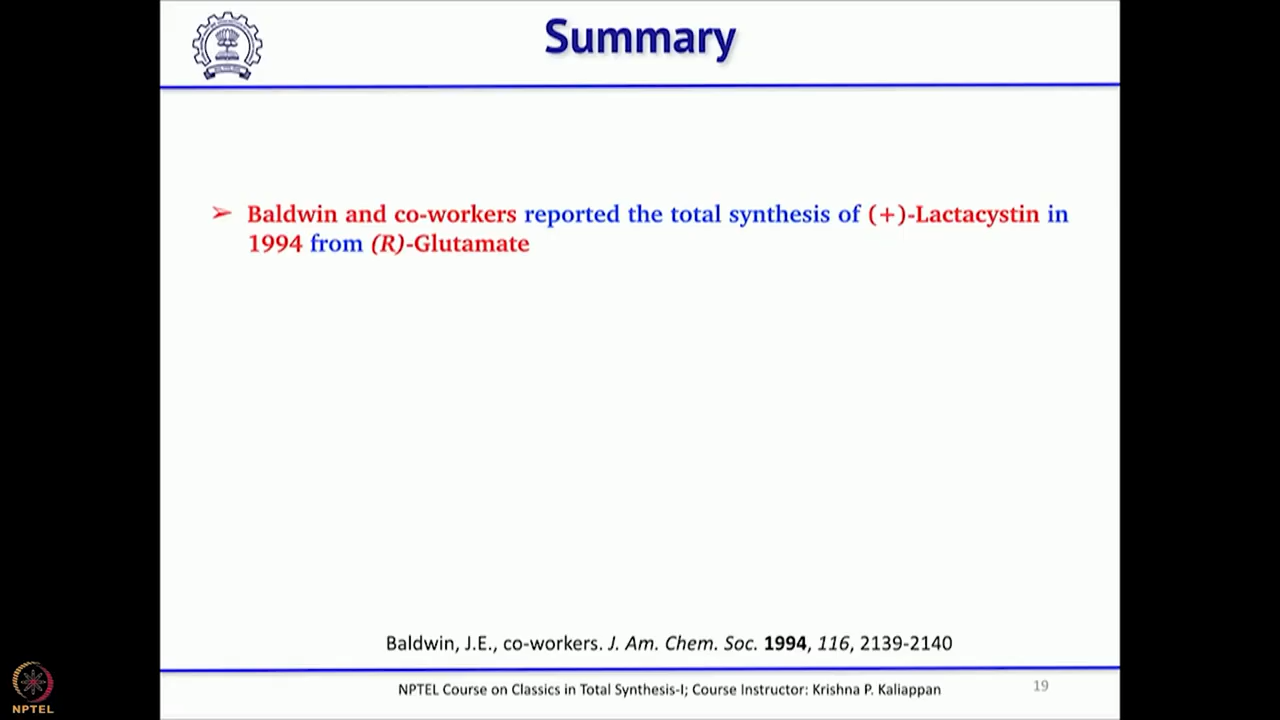 Summary
➢ Baldwin and co-workers reported the total synthesis of (+)-Lactacystin in
1994 from (R)-Glutamate
Baldwin, J.E., co-workers. J. Am. Chem. Soc. 1994, 116, 2139-2140
NPTEL Course on Classics in Total Synthesis-I; Course Instructor: Krishna P. Kaliappan
19
NPTEL